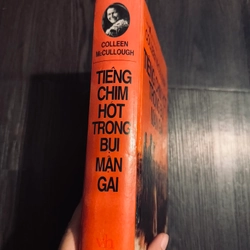 COLLEEN
McCULLOUGH
TIẾNG
CHIM
HÓT
TRONG
BỤI
MẬN
GAI